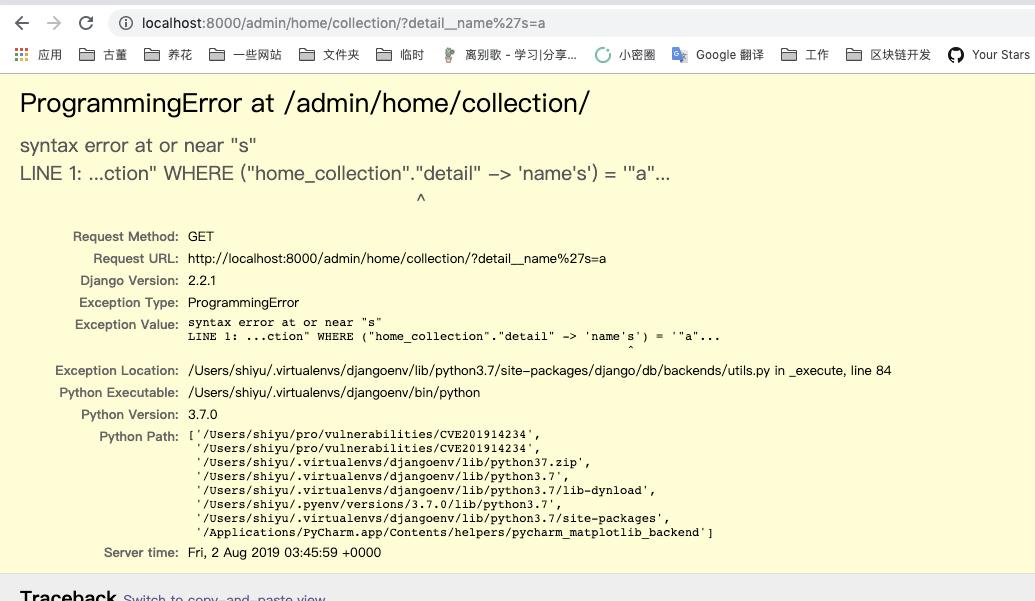 localhost:8000/admin/home/collection/?detail__name%27s=a
应用 古董 养花 一些网站 文件夹 临时 离别歌 - 学习|分享... 小密圈 Google 翻译 工作 区块链开发 Your Stars
ProgrammingError at /admin/home/collection/
syntax error at or near "s"
LINE 1: ...ction" WHERE ("home_collection"."detail" -> 'name's') = '"a"...
^
Request Method: GET
Request URL: http://localhost:8000/admin/home/collection/?detail__name%27s=a
Django Version: 2.2.1
Exception Type: ProgrammingError
Exception Value: syntax error at or near "s"
LINE 1: ...ction" WHERE ("home_collection"."detail" -> 'name's') = '"a"...
^
Exception Location: /Users/shiyu/.virtualenvs/djangoenv/lib/python3.7/site-packages/django/db/backends/utils.py in _execute, line 84
Python Executable: /Users/shiyu/.virtualenvs/djangoenv/bin/python
Python Version: 3.7.0
Python Path: ['/Users/shiyu/pro/vulnerabilities/CVE201914234',
'/Users/shiyu/pro/vulnerabilities/CVE201914234',
'/Users/shiyu/.virtualenvs/djangoenv/lib/python37.zip',
'/Users/shiyu/.virtualenvs/djangoenv/lib/python3.7',
'/Users/shiyu/.virtualenvs/djangoenv/lib/python3.7/lib-dynload',
'/Users/shiyu/.pyenv/versions/3.7.0/lib/python3.7',
'/Users/shiyu/.virtualenvs/djangoenv/lib/python3.7/site-packages',
'/Applications/PyCharm.app/Contents/helpers/pycharm_matplotlib_backend']
Server time: Fri, 2 Aug 2019 03:45:59 +0000
Traceback Switch to copy-and-paste view